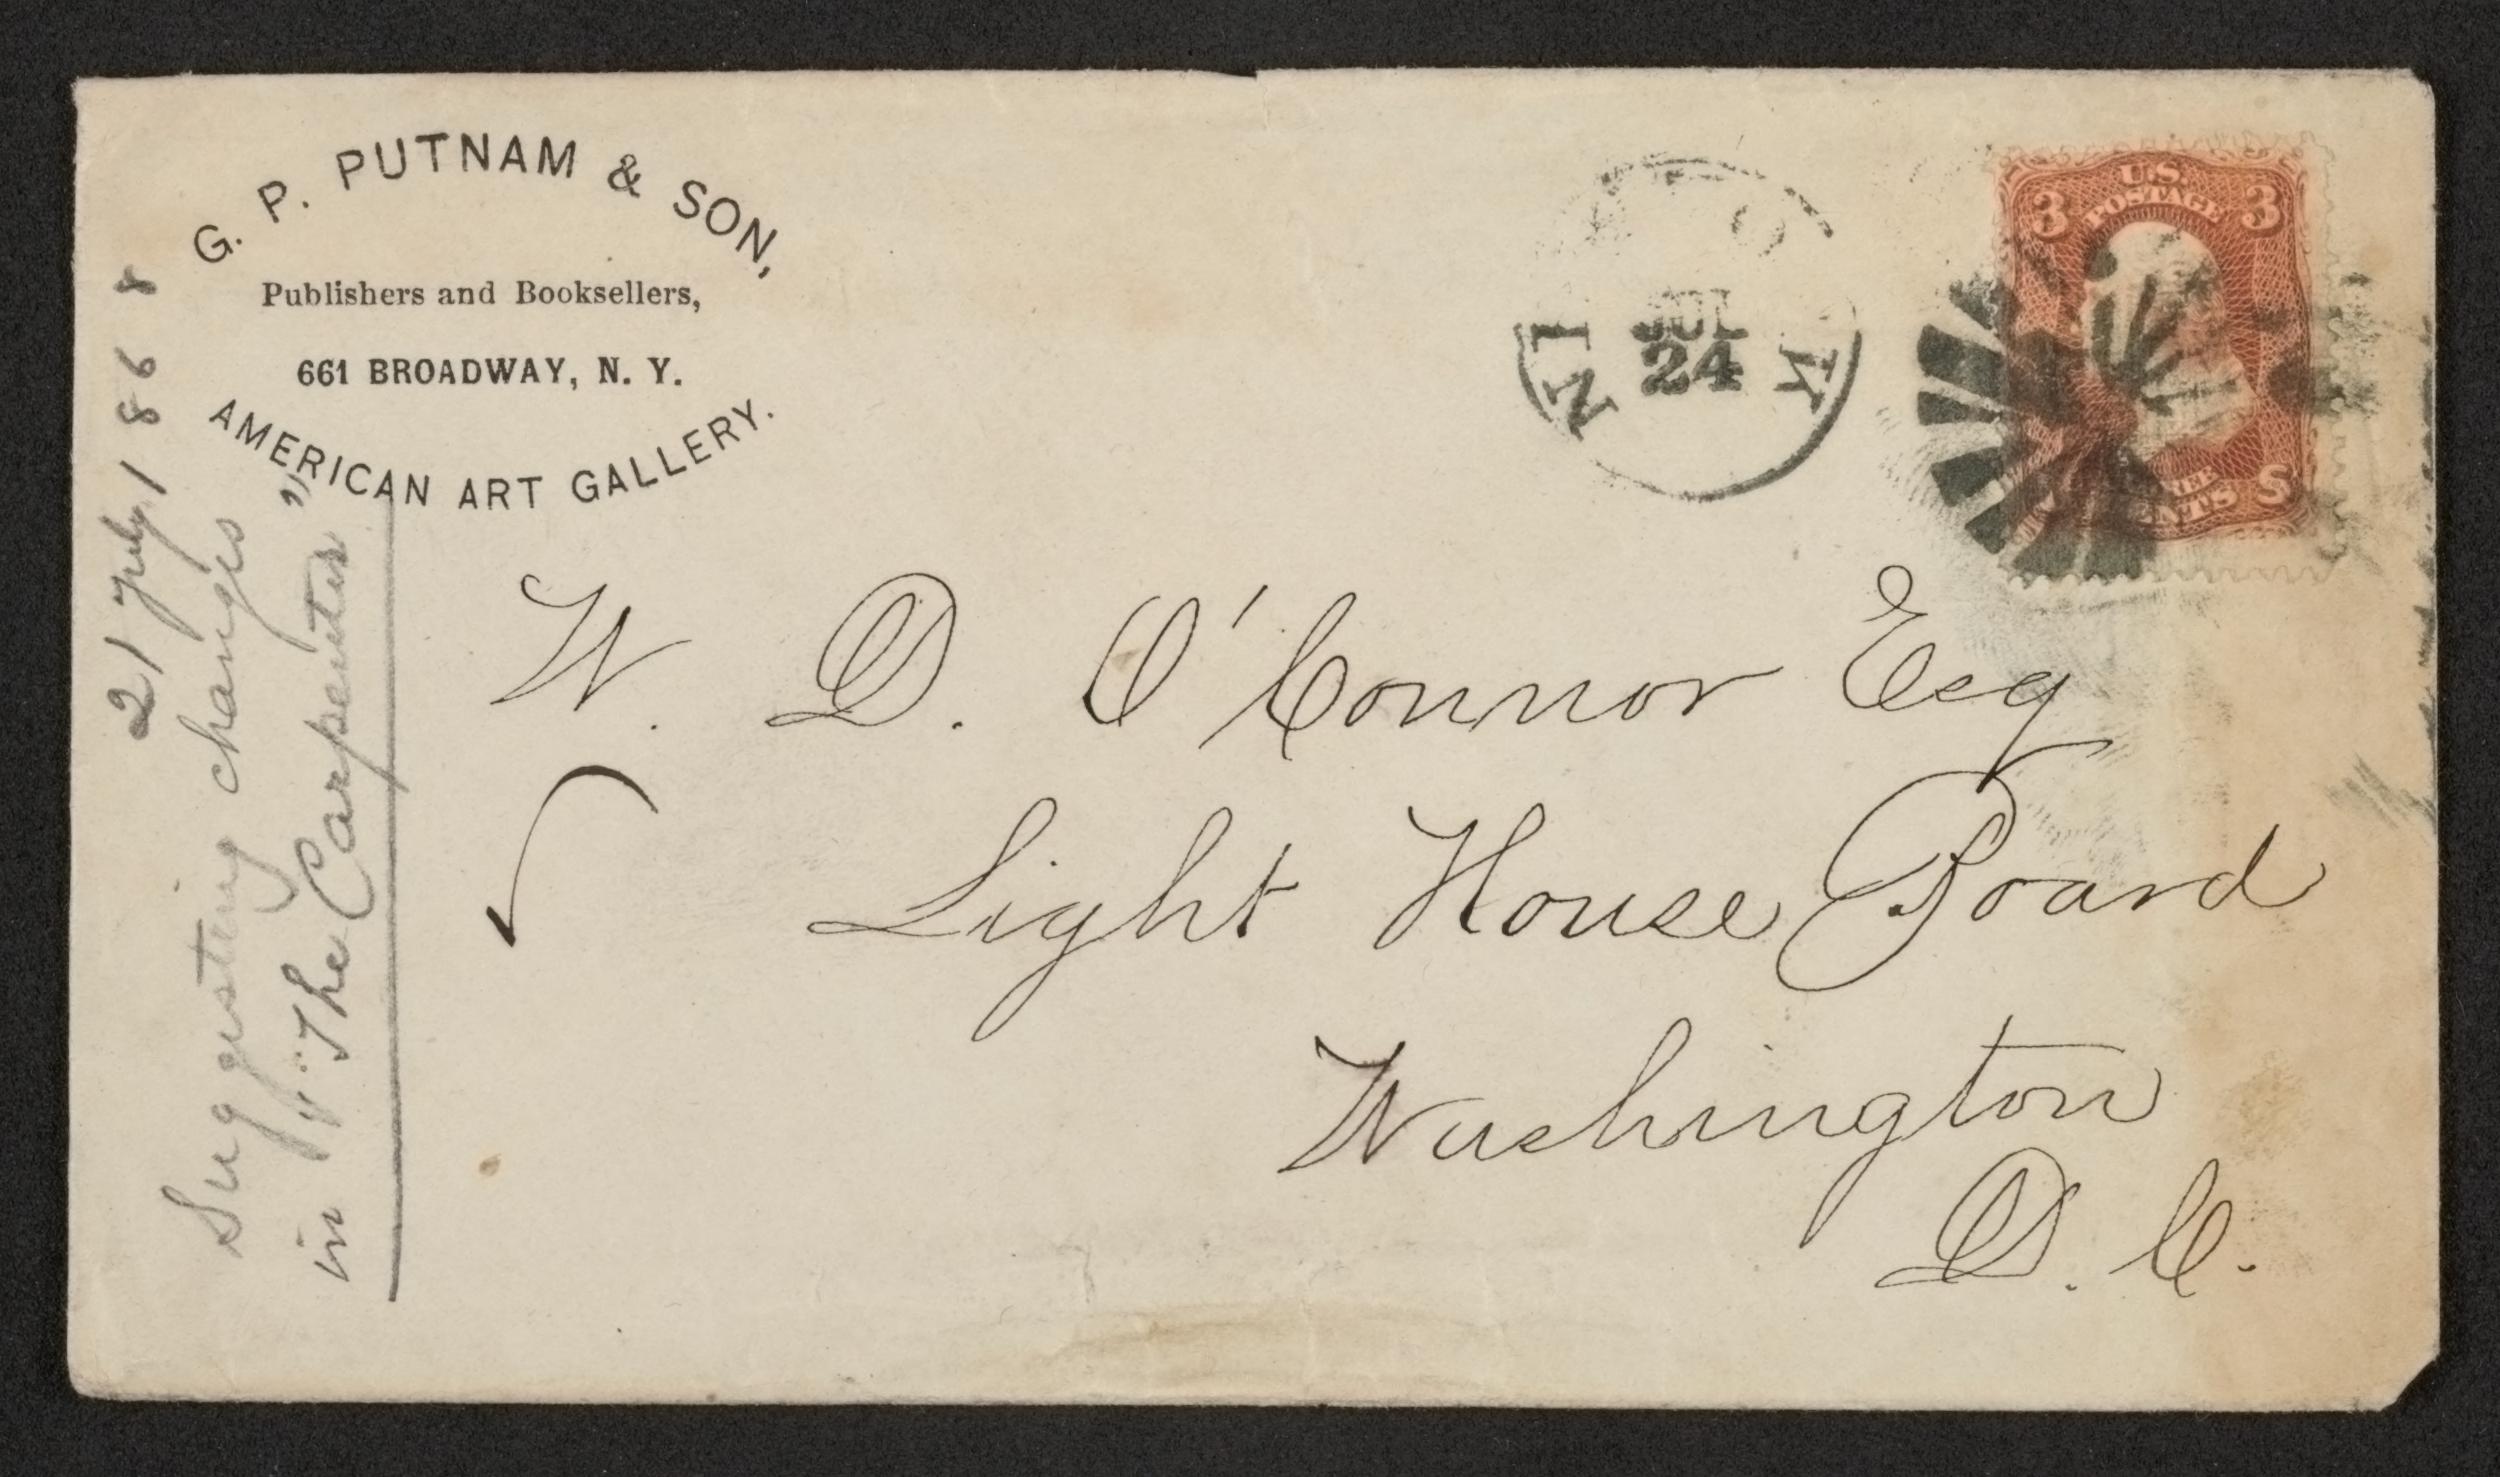 G. P. PUTNAM & SON,
Publishers and Booksellers,
661 BROADWAY, N. Y.
AMERICAN ART GALLERY.
21 July, 1868
Suggesting changes
in "The Carpenter"
JUL
24
U.S.
POSTAGE
3 3
W. D. O'Connor Esq
Light House Board
Washington
D. C.